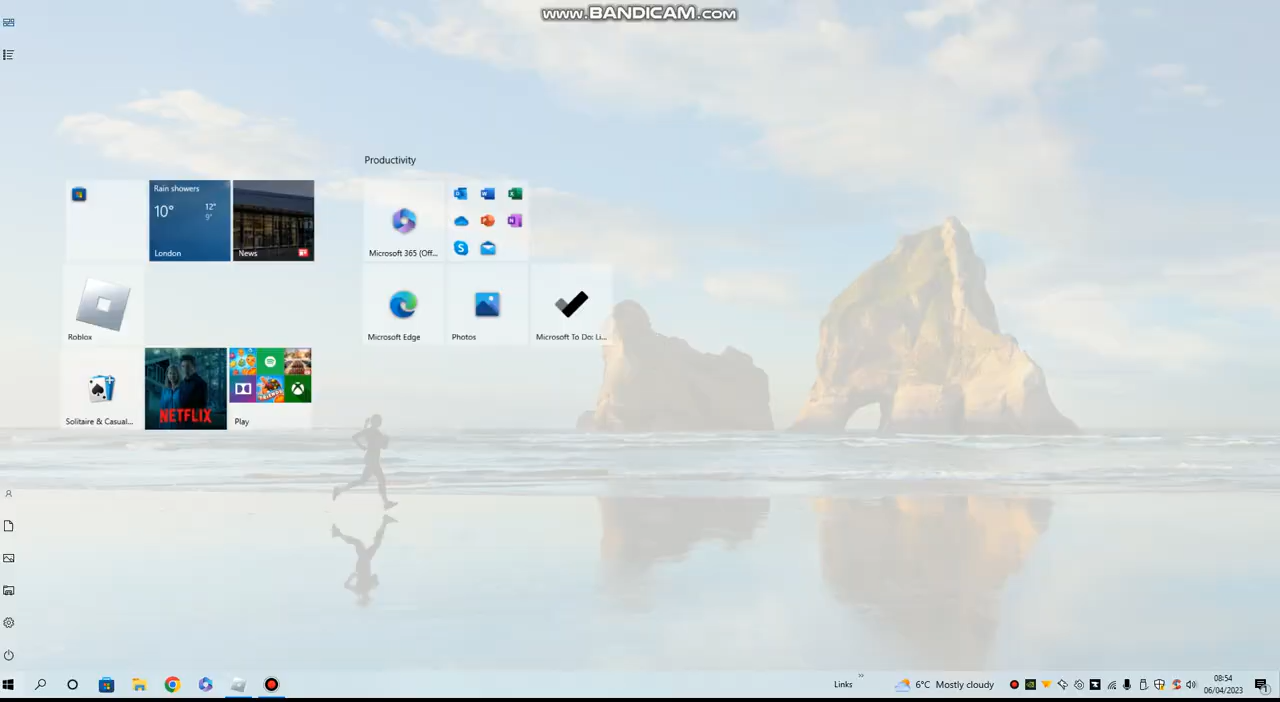 www.BANDICAM.com
Productivity
Rain showers
10°
12°
9°
London
News
Microsoft 365 (Off...
Roblox
Microsoft Edge
Photos
Microsoft To Do: Li...
Solitaire & Casual...
NETFLIX
Play
Links
6°C Mostly cloudy
08:54
06/04/2023
1